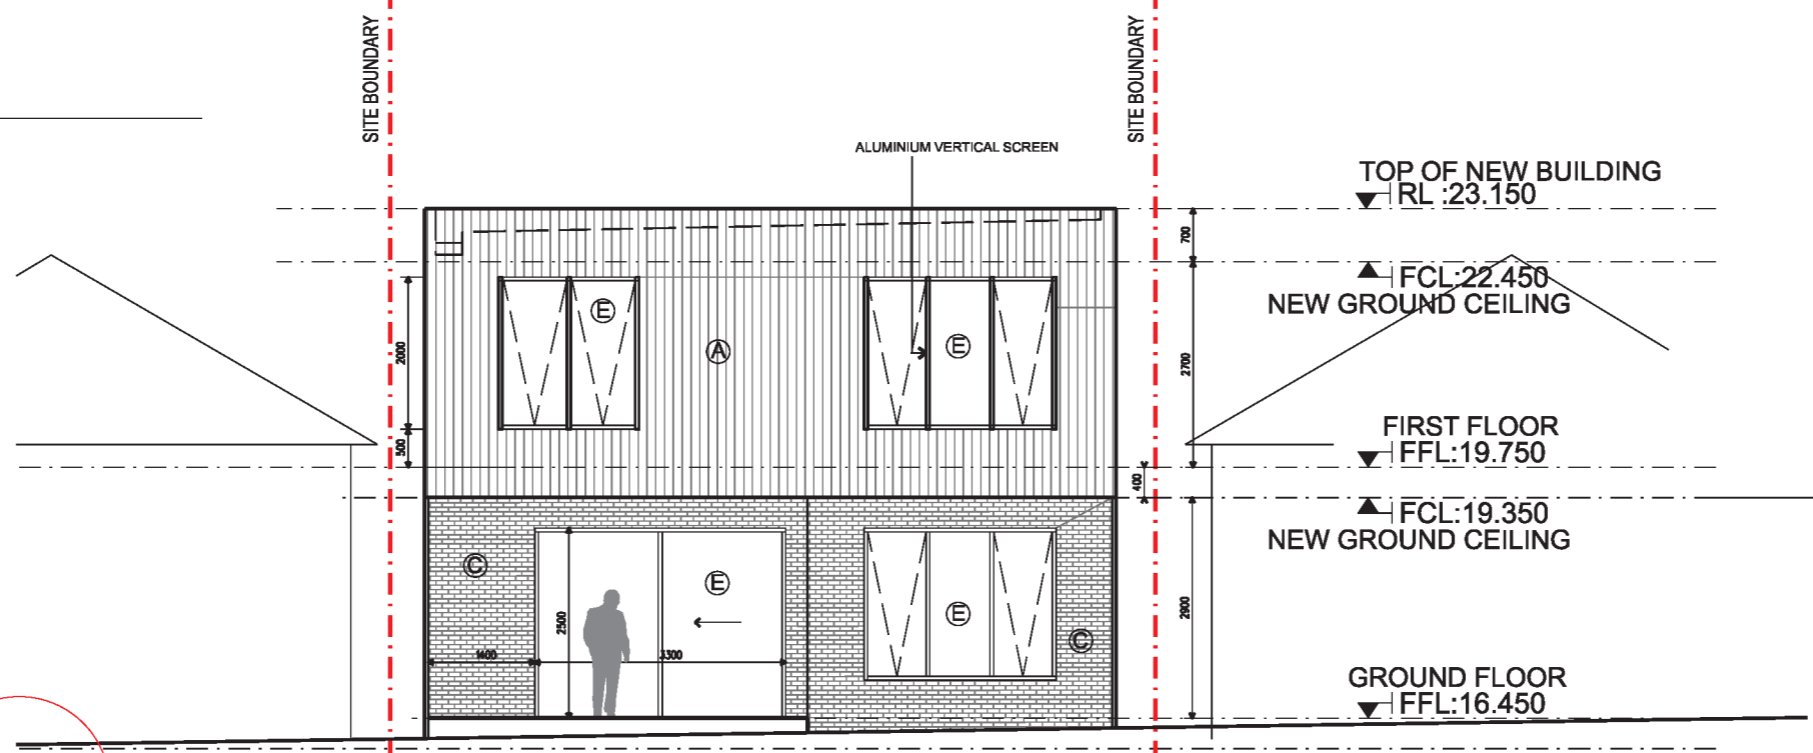 SITE BOUNDARY
SITE BOUNDARY
ALUMINIUM VERTICAL SCREEN
TOP OF NEW BUILDING
RL :23.150
700
FCL:22.450
NEW GROUND CEILING
E
A
E
2000
2700
500
FIRST FLOOR
FFL:19.750
400
FCL:19.350
NEW GROUND CEILING
C
E
2500
E
2900
C
1400
3300
GROUND FLOOR
FFL:16.450